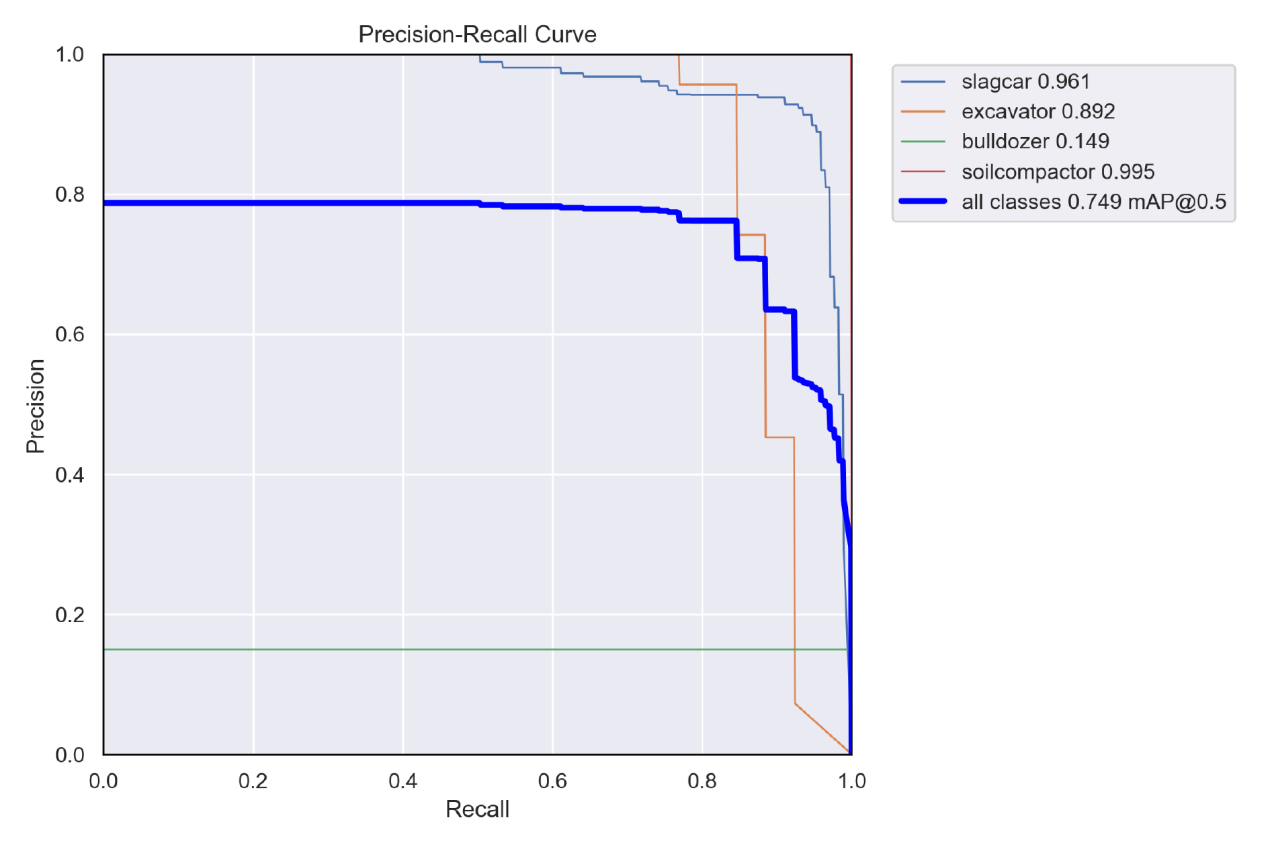 Precision-Recall Curve
1.0
0.8
0.6
0.4
0.2
0.0
Precision
0.0 0.2 0.4 0.6 0.8 1.0
Recall
slagcar 0.961
excavator 0.892
bulldozer 0.149
soilcompactor 0.995
all classes 0.749 mAP@0.5